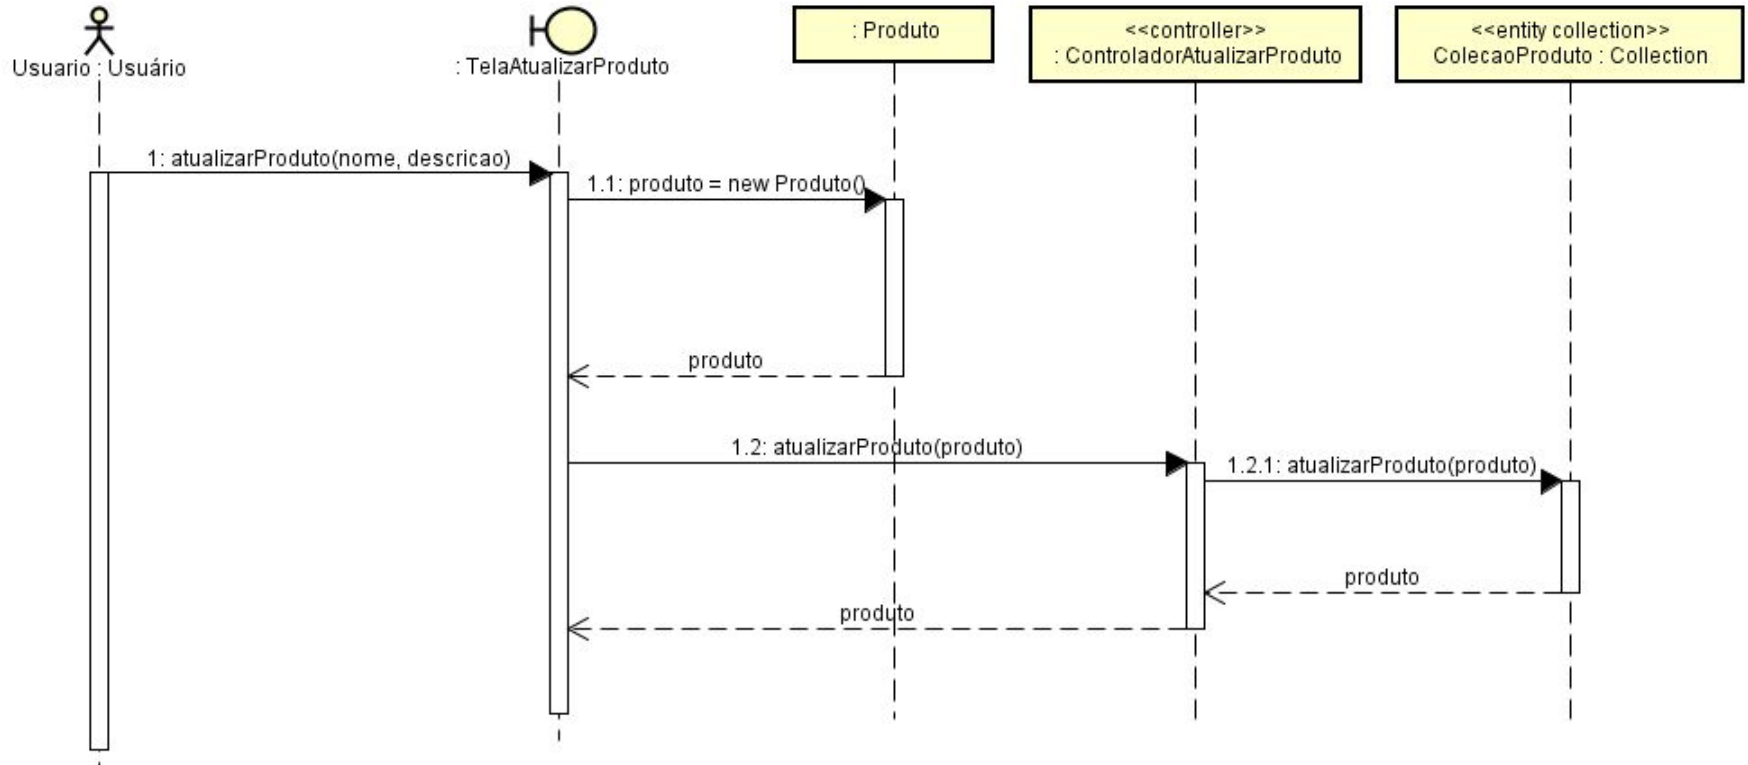 Usuario : Usuário
: TelaAtualizarProduto
: Produto
<<controller>>
: ControladorAtualizarProduto
<<entity collection>>
ColecaoProduto : Collection
1: atualizarProduto(nome, descricao)
1.1: produto = new Produto()
produto
1.2: atualizarProduto(produto)
1.2.1: atualizarProduto(produto)
produto
produto